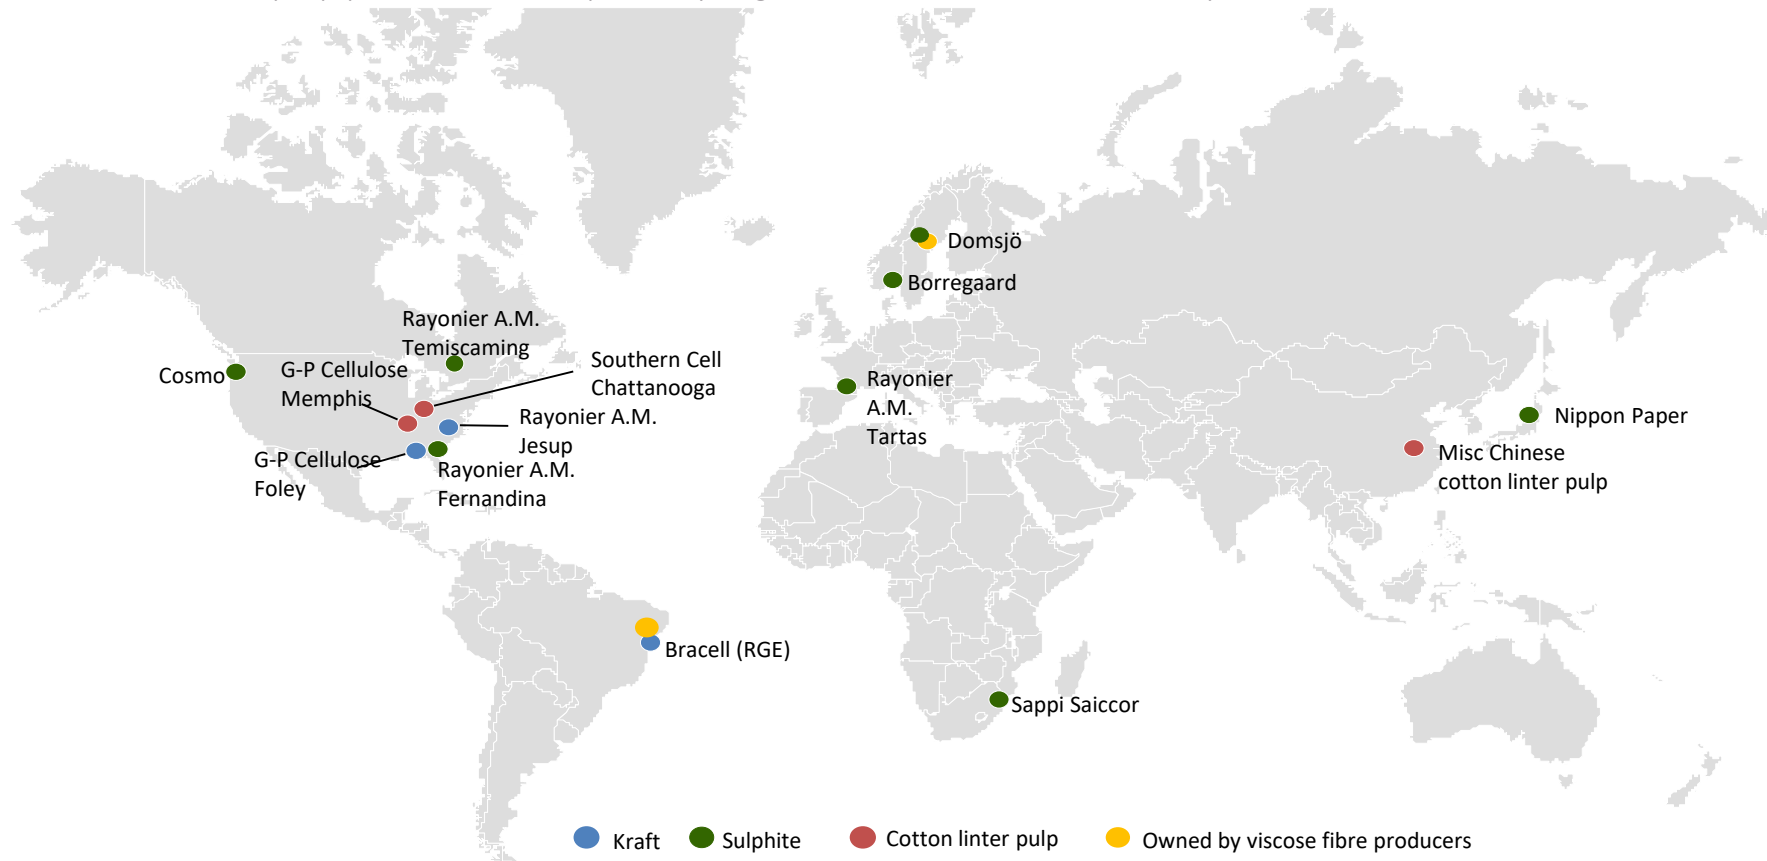 Domsjö
Borregaard
Rayonier A.M.
Temiscaming
Southern Cell
Chattanooga
Cosmo
G-P Cellulose
Memphis
Rayonier A.M.
Tartas
Rayonier A.M.
Jesup
Nippon Paper
G-P Cellulose
Foley
Rayonier A.M.
Fernandina
Misc Chinese
cotton linter pulp
Bracell (RGE)
Sappi Saiccor
Kraft
Sulphite
Cotton linter pulp
Owned by viscose fibre producers